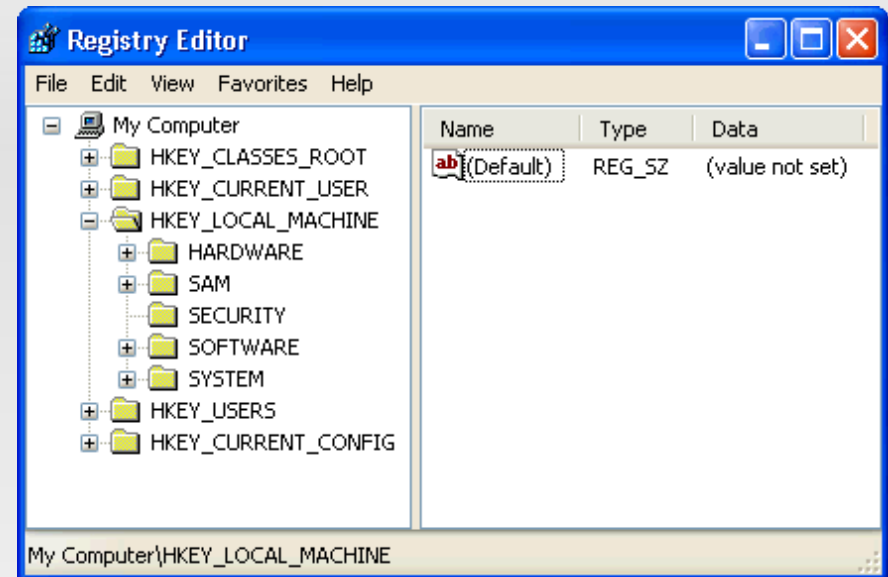 Registry Editor
File Edit View Favorites Help
My Computer
HKEY_CLASSES_ROOT
HKEY_CURRENT_USER
HKEY_LOCAL_MACHINE
HARDWARE
SAM
SECURITY
SOFTWARE
SYSTEM
HKEY_USERS
HKEY_CURRENT_CONFIG
Name Type Data
ab (Default) REG_SZ (value not set)
My Computer\HKEY_LOCAL_MACHINE